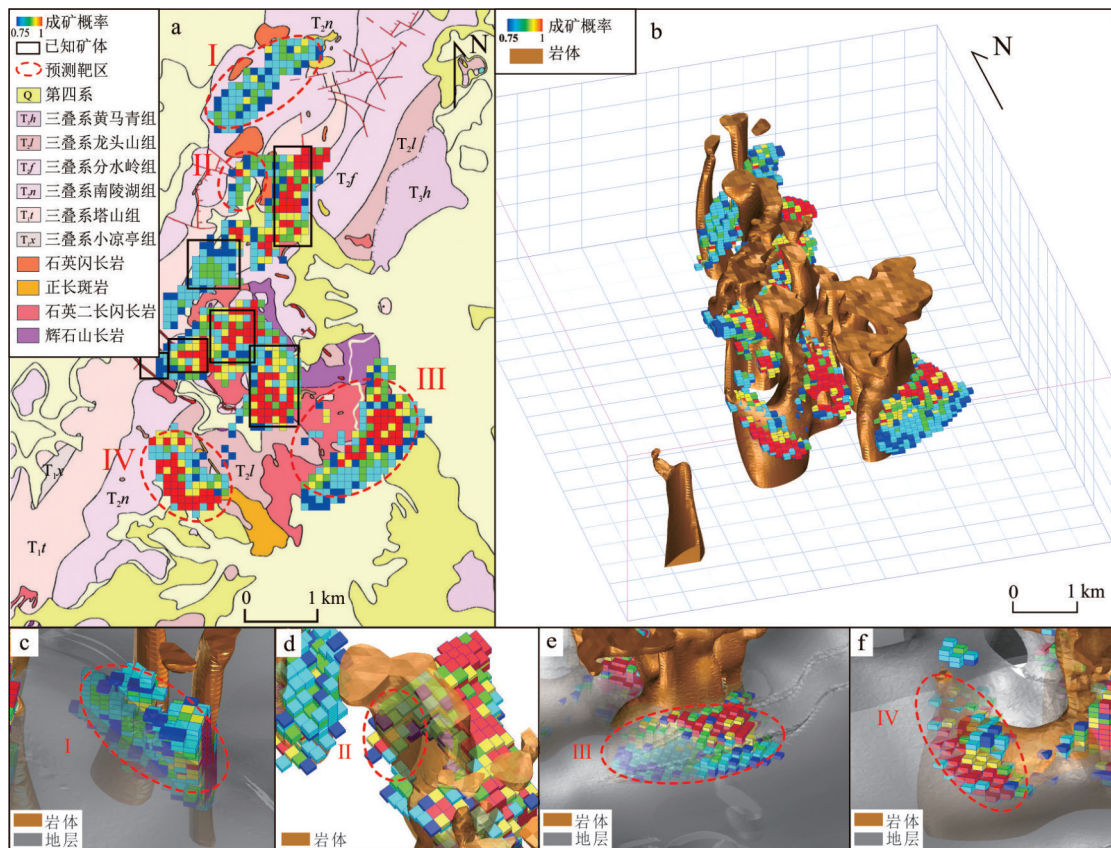 成矿概率
0.75 1
已知矿体
预测靶区
Q 第四系
T₃h 三叠系黄马青组
T₂l 三叠系龙头山组
T₂f 三叠系分水岭组
T₂n 三叠系南陵湖组
T₁t 三叠系塔山组
T₁x 三叠系小凉亭组
石英闪长岩
正长斑岩
石英二长闪长岩
辉石山长岩
a
T₂n
N
I
II
T₂l
T₂f
T₃h
III
IV
T₁x
T₂l
T₂n
T₁t
0 1 km
成矿概率
0.75 1
岩体
b
N
0 1 km
c
I
岩体
地层
d
II
岩体
e
III
岩体
地层
f
IV
岩体
地层